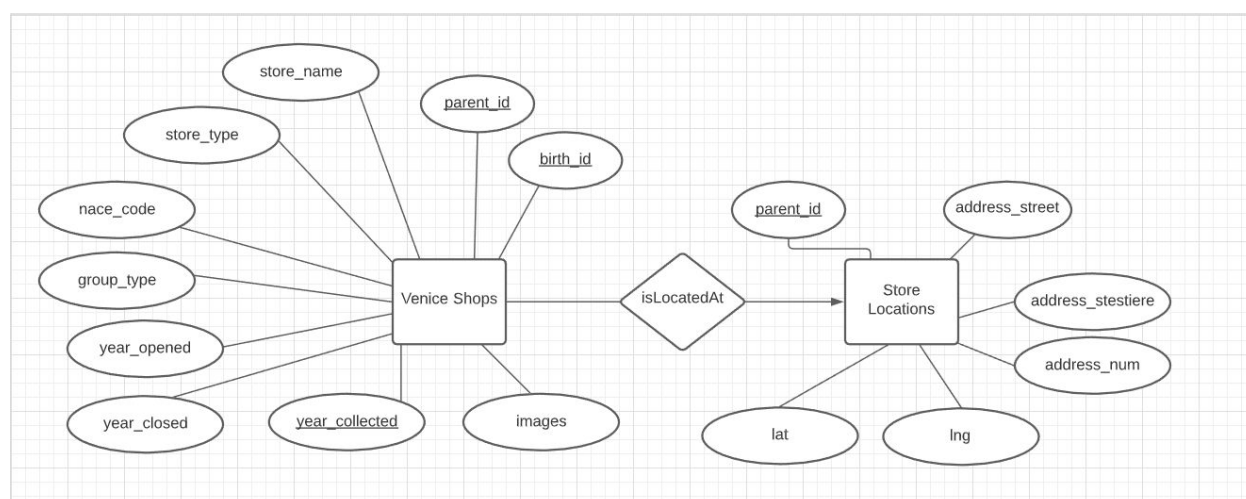 store_name
parent_id
store_type
birth_id
nace_code
parent_id
address_street
group_type
Venice Shops
isLocatedAt
Store
Locations
address_stestiere
year_opened
address_num
year_closed
year_collected
images
lat
lng